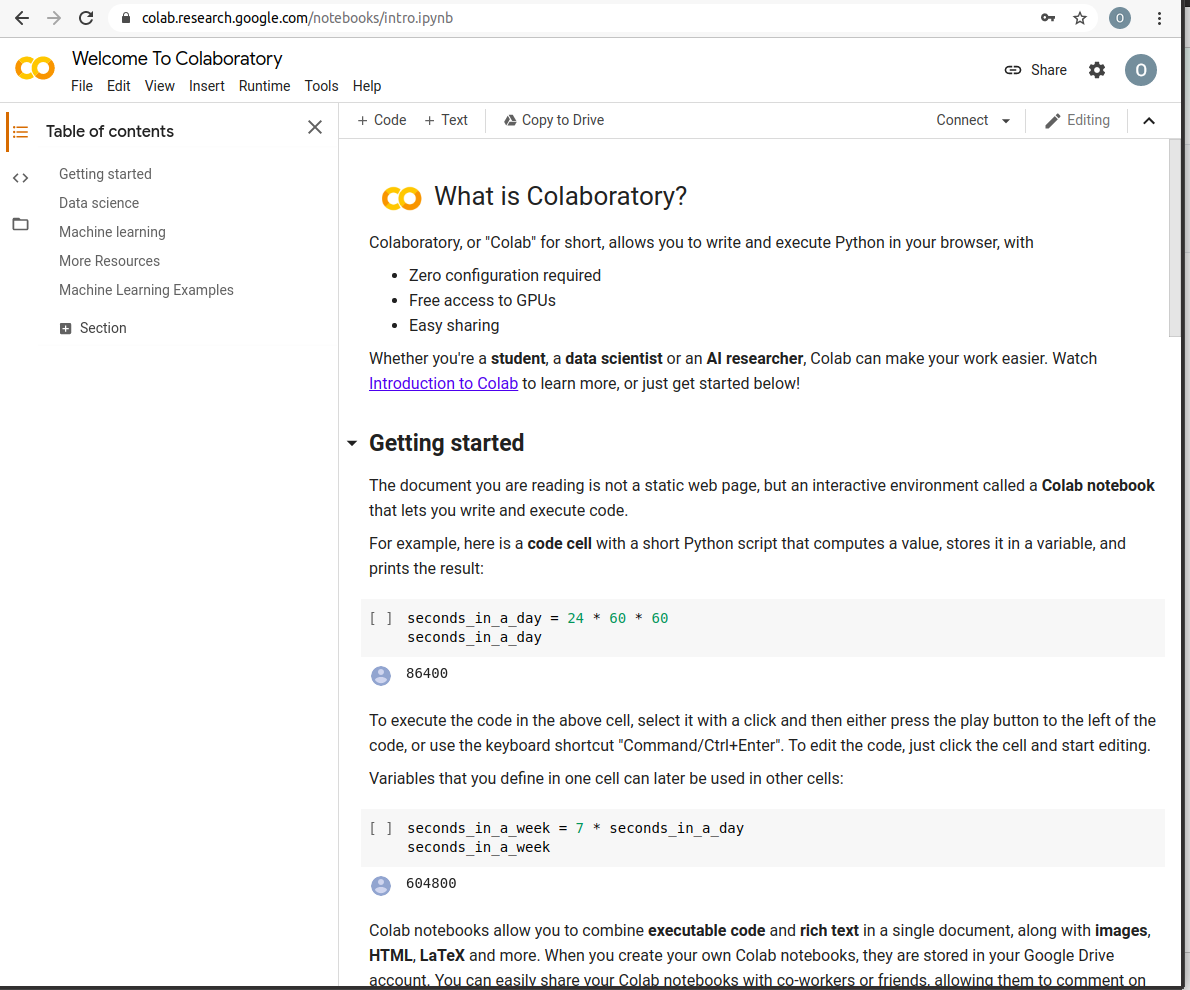 colab.research.google.com/notebooks/intro.ipynb
O
Welcome To Colaboratory
File Edit View Insert Runtime Tools Help
Share
O
Table of contents
+ Code + Text Copy to Drive
Connect
Editing
Getting started
Data science
Machine learning
More Resources
Machine Learning Examples
Section
What is Colaboratory?
Colaboratory, or "Colab" for short, allows you to write and execute Python in your browser, with
• Zero configuration required
• Free access to GPUs
• Easy sharing
Whether you're a student, a data scientist or an AI researcher, Colab can make your work easier. Watch
Introduction to Colab to learn more, or just get started below!
Getting started
The document you are reading is not a static web page, but an interactive environment called a Colab notebook
that lets you write and execute code.
For example, here is a code cell with a short Python script that computes a value, stores it in a variable, and
prints the result:
[ ] seconds_in_a_day = 24 * 60 * 60
seconds_in_a_day
86400
To execute the code in the above cell, select it with a click and then either press the play button to the left of the
code, or use the keyboard shortcut "Command/Ctrl+Enter". To edit the code, just click the cell and start editing.
Variables that you define in one cell can later be used in other cells:
[ ] seconds_in_a_week = 7 * seconds_in_a_day
seconds_in_a_week
604800
Colab notebooks allow you to combine executable code and rich text in a single document, along with images,
HTML, LaTeX and more. When you create your own Colab notebooks, they are stored in your Google Drive
account. You can easily share your Colab notebooks with co-workers or friends, allowing them to comment on